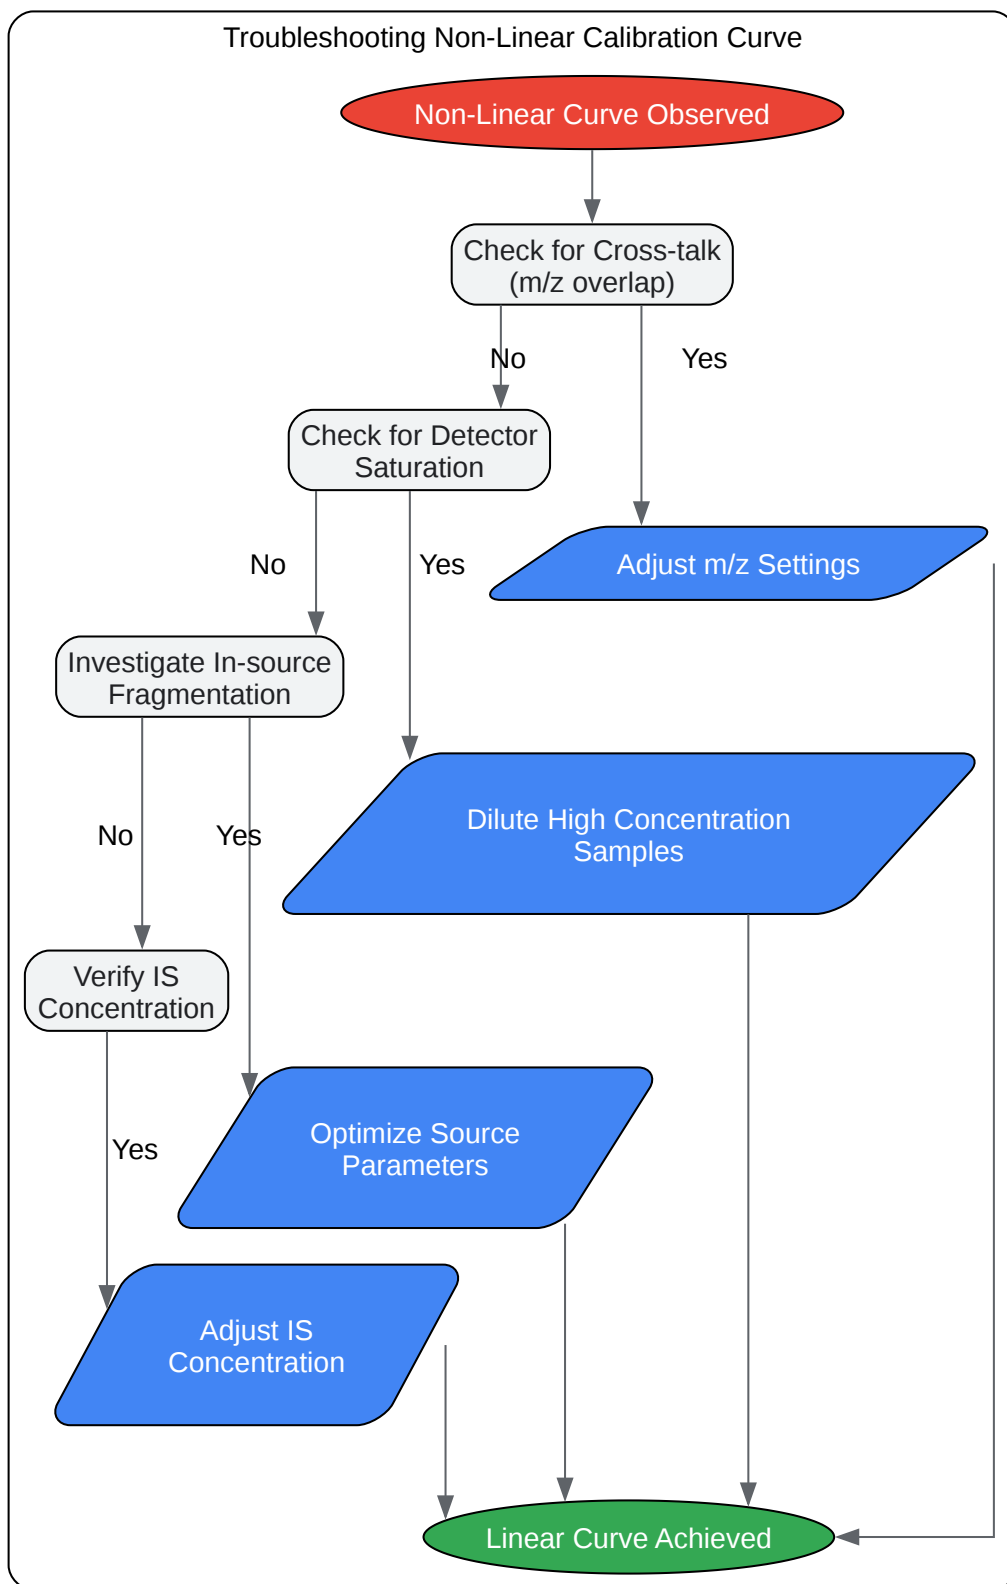 Troubleshooting Non-Linear Calibration Curve
Non-Linear Curve Observed
Check for Cross-talk
(m/z overlap)
No
Yes
Check for Detector
Saturation
No
Yes
Adjust m/z Settings
Investigate In-source
Fragmentation
No
Yes
Dilute High Concentration
Samples
Verify IS
Concentration
Yes
Optimize Source
Parameters
Adjust IS
Concentration
Linear Curve Achieved